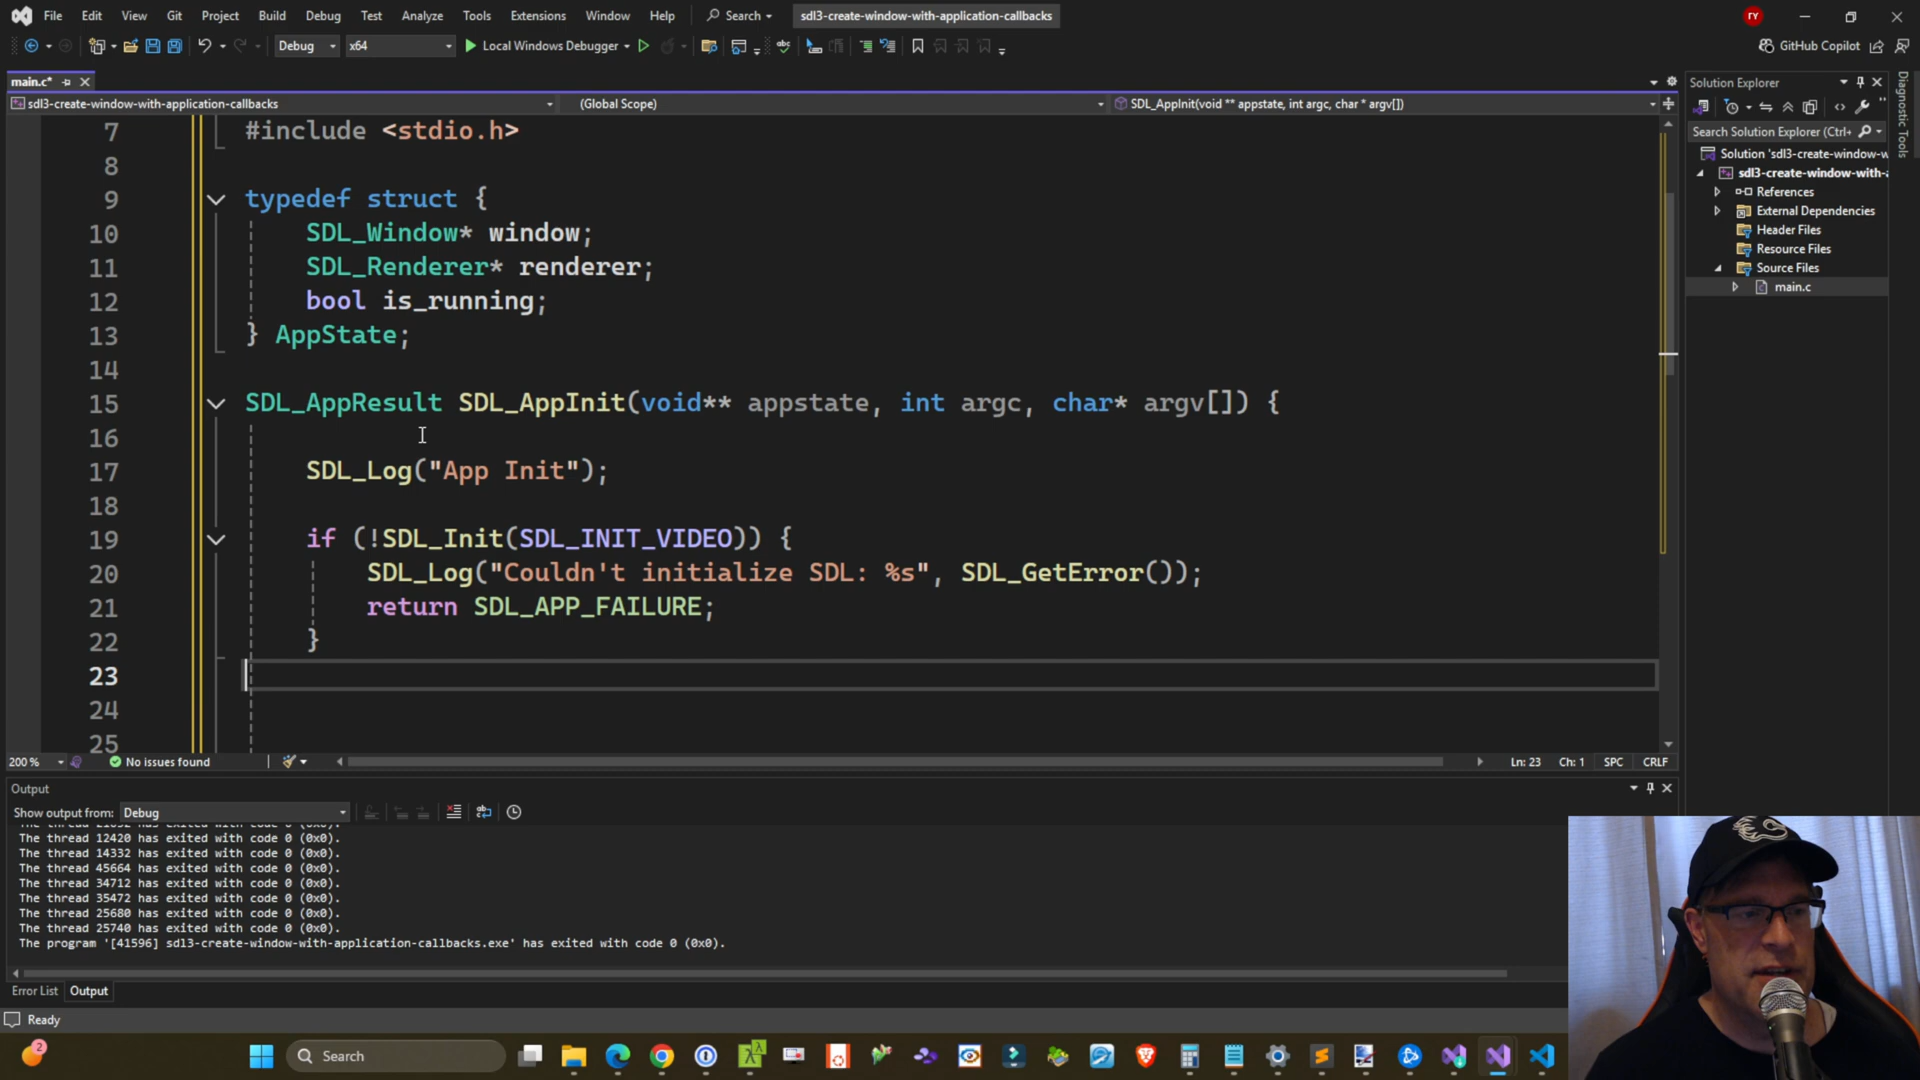 File Edit View Git Project Build Debug Test Analyze Tools Extensions Window Help Search sdl3-create-window-with-application-callbacks RY
Debug x64 Local Windows Debugger GitHub Copilot
main.c* Solution Explorer
sdl3-create-window-with-application-callbacks (Global Scope) SDL_AppInit(void ** appstate, int argc, char * argv[])
Search Solution Explorer (Ctrl+
Solution 'sdl3-create-window-w
sdl3-create-window-with-
References
External Dependencies
Header Files
Resource Files
Source Files
main.c
Diagnostic Tools
7 #include <stdio.h>
8
9 typedef struct {
10 SDL_Window* window;
11 SDL_Renderer* renderer;
12 bool is_running;
13 } AppState;
14
15 SDL_AppResult SDL_AppInit(void** appstate, int argc, char* argv[]) {
16
17 SDL_Log("App Init");
18
19 if (!SDL_Init(SDL_INIT_VIDEO)) {
20 SDL_Log("Couldn't initialize SDL: %s", SDL_GetError());
21 return SDL_APP_FAILURE;
22 }
23
24
25
200 % No issues found Ln: 23 Ch: 1 SPC CRLF
Output
Show output from: Debug
The thread 12420 has exited with code 0 (0x0).
The thread 14332 has exited with code 0 (0x0).
The thread 45664 has exited with code 0 (0x0).
The thread 34712 has exited with code 0 (0x0).
The thread 35472 has exited with code 0 (0x0).
The thread 25680 has exited with code 0 (0x0).
The thread 25740 has exited with code 0 (0x0).
The program '[41596] sdl3-create-window-with-application-callbacks.exe' has exited with code 0 (0x0).
Error List Output
Ready
2 Search